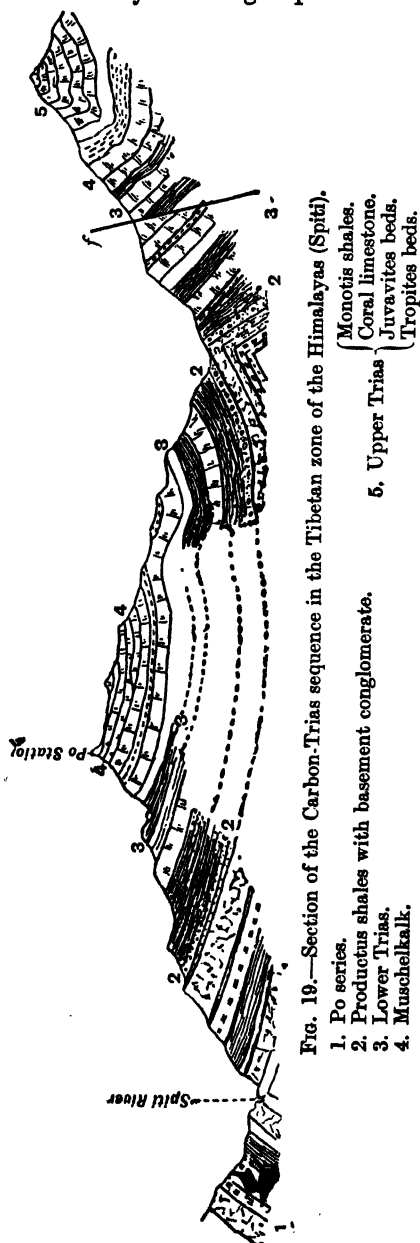 5
4
f
3
3
2
2
3
4
4
Po
3
3
2
2
Spiti River
1
FIG. 19.—Section of the Carbon-Trias sequence in the Tibetan zone of the Himalayas (Spiti).
1. Po series.
2. Productus shales with basement conglomerate.
3. Lower Trias.
4. Muschelkalk.
5. Upper Trias { Monotis shales.
Coral limestone.
Juvavites beds.
Tropites beds.